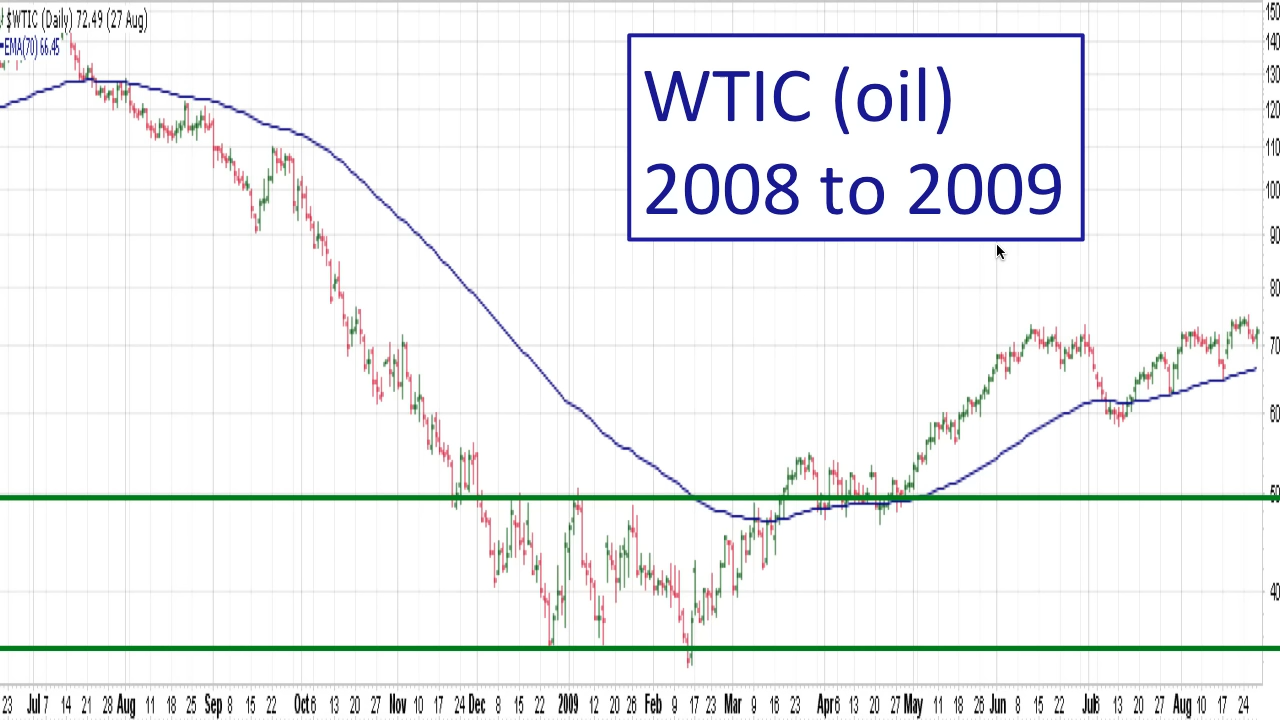 $WTIC (Daily) 72.49 (27 Aug)
EMA(70) 66.45
WTIC (oil)
2008 to 2009
150
140
130
120
110
100
90
80
70
60
50
40
23 Jul 7 14 21 28 Aug 11 18 25 Sep 8 15 22 Oct 6 13 20 27 Nov 10 17 24 Dec 8 15 22 2009 12 20 26 Feb 9 17 23 Mar 9 16 23 Apr 6 13 20 27 May 11 18 26 Jun 8 15 22 Jul 6 13 20 27 Aug 10 17 24